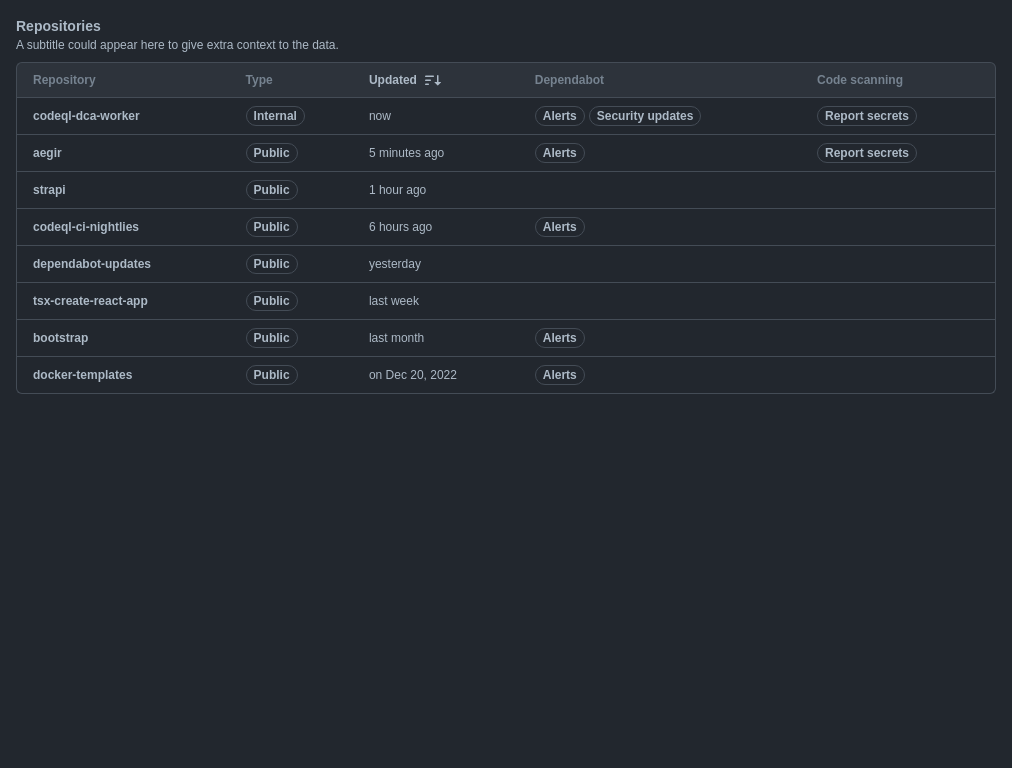 Repositories
A subtitle could appear here to give extra context to the data.
Repository Type Updated Dependabot Code scanning
codeql-dca-worker Internal now Alerts Security updates Report secrets
aegir Public 5 minutes ago Alerts Report secrets
strapi Public 1 hour ago
codeql-ci-nightlies Public 6 hours ago Alerts
dependabot-updates Public yesterday
tsx-create-react-app Public last week
bootstrap Public last month Alerts
docker-templates Public on Dec 20, 2022 Alerts